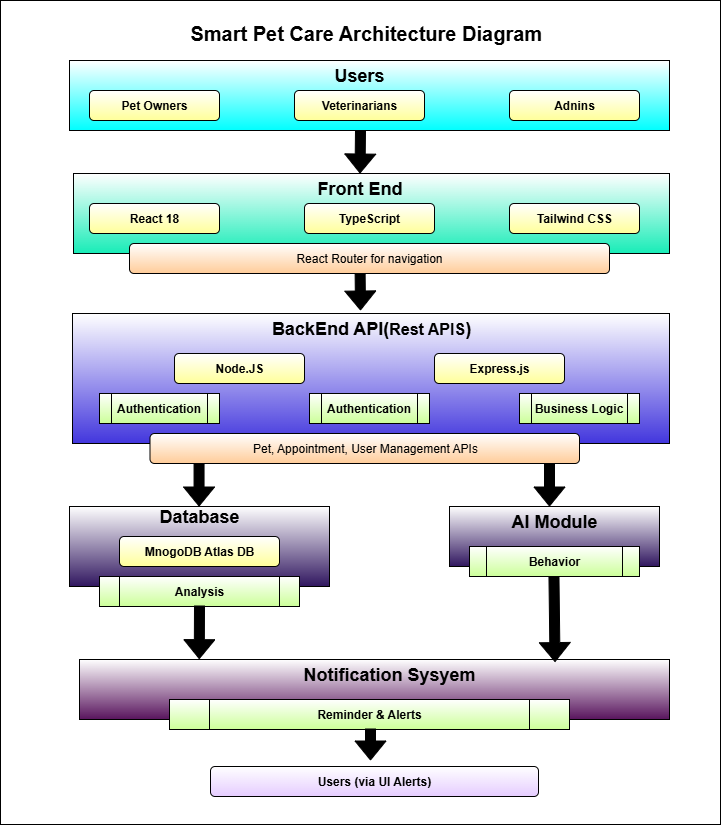 Smart Pet Care Architecture Diagram
Users
Pet Owners
Veterinarians
Adnins
Front End
React 18
TypeScript
Tailwind CSS
React Router for navigation
BackEnd API(Rest APIS)
Node.JS
Express.js
Authentication
Authentication
Business Logic
Pet, Appointment, User Management APIs
Database
AI Module
MnogoDB Atlas DB
Behavior
Analysis
Notification Sysyem
Reminder & Alerts
Users (via UI Alerts)